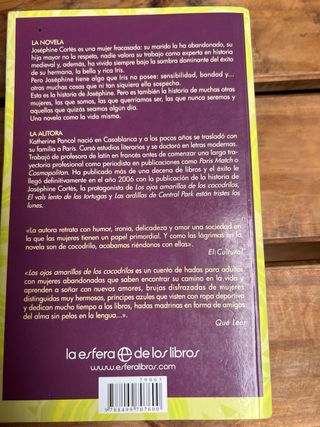 LA NOVELA
Joséphine Cortès es una mujer fracasada: su marido la ha abandonado, su
hija mayor no la respeta, nadie valora su trabajo como experta en historia
medieval y, además, ha vivido siempre bajo la sombra dominante del éxito
de su hermana, la bella y rica Iris.
Pero Joséphine tiene algo que Iris no posee: sensibilidad, bondad y...
otras muchas cosas que ni tan siquiera ella sospecha.
Esta es la historia de Joséphine. Pero es también la historia de muchas otras
mujeres, las que somos, las que querríamos ser, las que nunca seremos y
aquellas que quizás seamos algún día.
Una novela como la vida misma.
LA AUTORA
Katherine Pancol nació en Casablanca y a los pocos años se trasladó con
su familia a París. Cursó estudios literarios y se doctoró en letras modernas.
Trabajó de profesora de latín en francés antes de comenzar una larga tra-
yectoria profesional como periodista en publicaciones como Paris Match o
Cosmopolitan. Ha publicado más de una decena de libros y el éxito le
llegó definitivamente en el año 2006 con la publicación de la historia de
Joséphine Cortès, la protagonista de Los ojos amarillos de los cocodrilos,
El vals lento de las tortugas y Las ardillas de Central Park están tristes los
lunes.
«La autora retrata con humor, ironía, delicadeza y amor una sociedad en
la que las mujeres tienen un papel primordial. Y como las lágrimas en la
novela son de cocodrilo, acabamos riéndonos con ellas».
El Cultural
«Los ojos amarillos de los cocodrilos es un cuento de hadas para adultos
con mujeres abandonadas que saben encontrar su camino en la vida y
aprenden a soñar con nuevos amores, brujas disfrazadas de mujeres
distinguidas muy hermosas, príncipes azules que visten con ropa deportiva
y dedican mucho tiempo a los libros, hadas madrinas en forma de amigas
del alma sin pelos en la lengua...».
Qué Leer
la esfera de los libros
www.esferalibros.com
79005
9 788499 707600